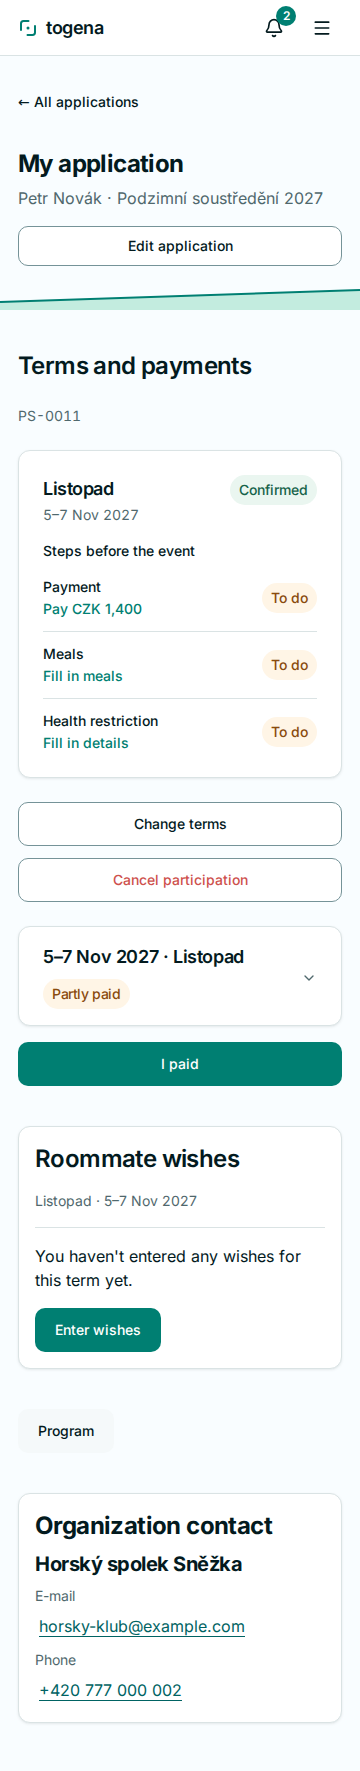 togena
2
← All applications
My application
Petr Novák · Podzimní soustředění 2027
Edit application
Terms and payments
PS-0011
Listopad
Confirmed
5–7 Nov 2027
Steps before the event
Payment
Pay CZK 1,400
To do
Meals
Fill in meals
To do
Health restriction
Fill in details
To do
Change terms
Cancel participation
5–7 Nov 2027 · Listopad
Partly paid
I paid
Roommate wishes
Listopad · 5–7 Nov 2027
You haven't entered any wishes for
this term yet.
Enter wishes
Program
Organization contact
Horský spolek Sněžka
E-mail
horsky-klub@example.com
Phone
+420 777 000 002